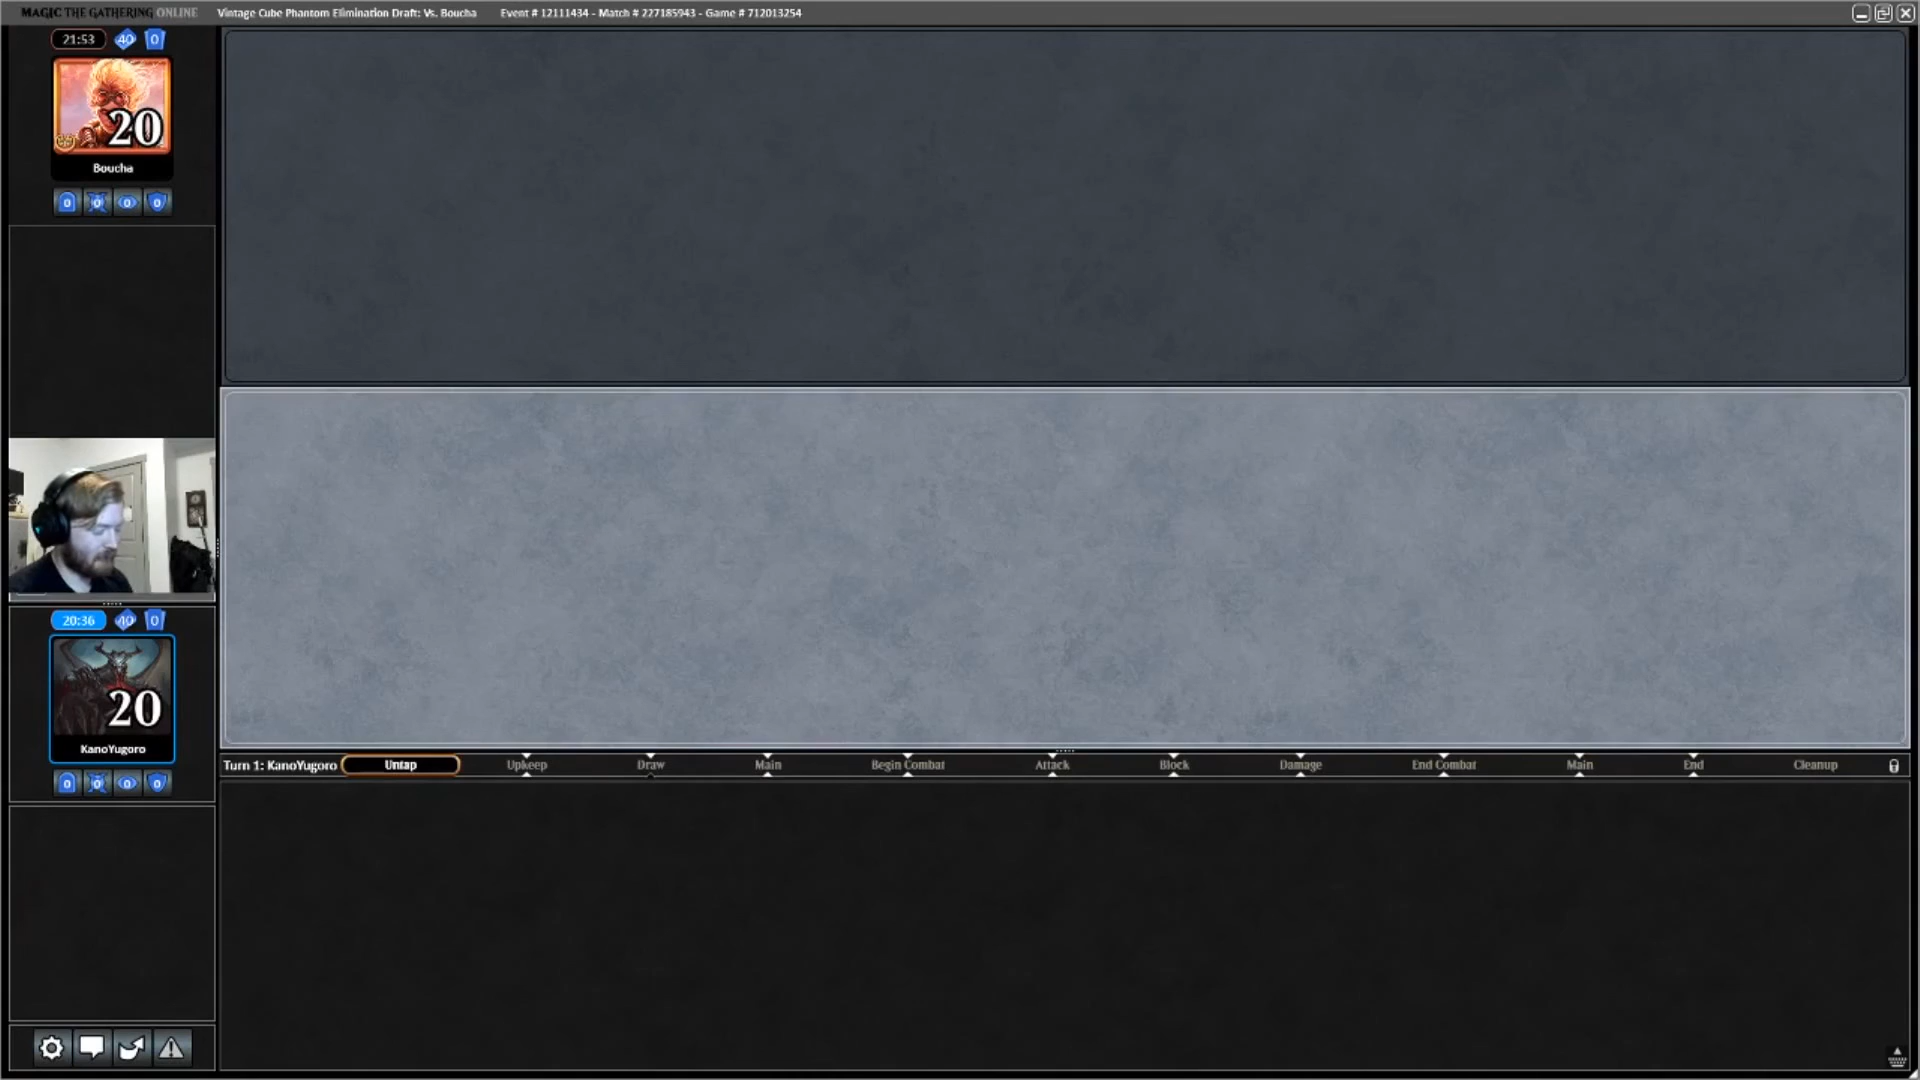 MAGIC THE GATHERING ONLINE Vintage Cube Phantom Elimination Draft: Vs. Boucha Event # 12111434 - Match # 227185943 - Game # 712013254
21:53 40 0
20
Boucha
0 0 0 0
20:36 40 0
20
KanoYugoro
0 0 0 0
Turn 1: KanoYugoro Untap Upkeep Draw Main Begin Combat Attack Block Damage End Combat Main End Cleanup